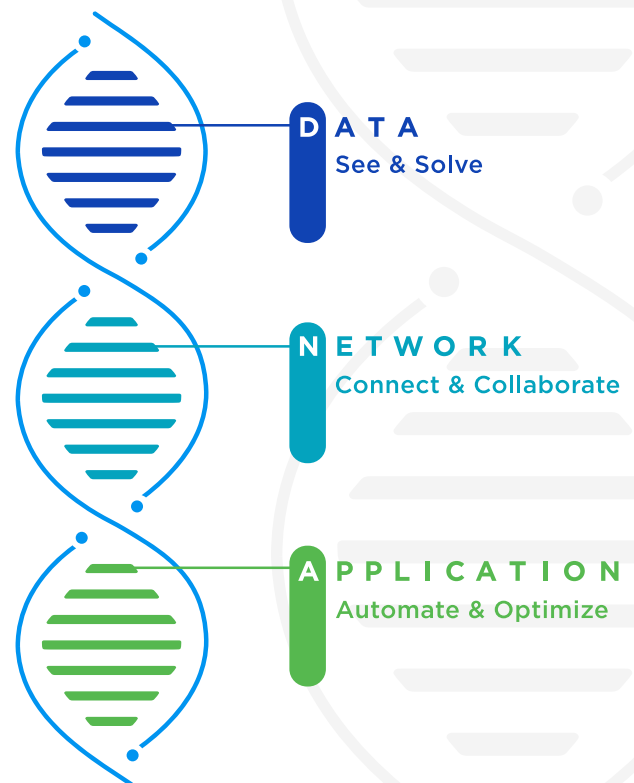 DATA
See & Solve
NETWORK
Connect & Collaborate
APPLICATION
Automate & Optimize